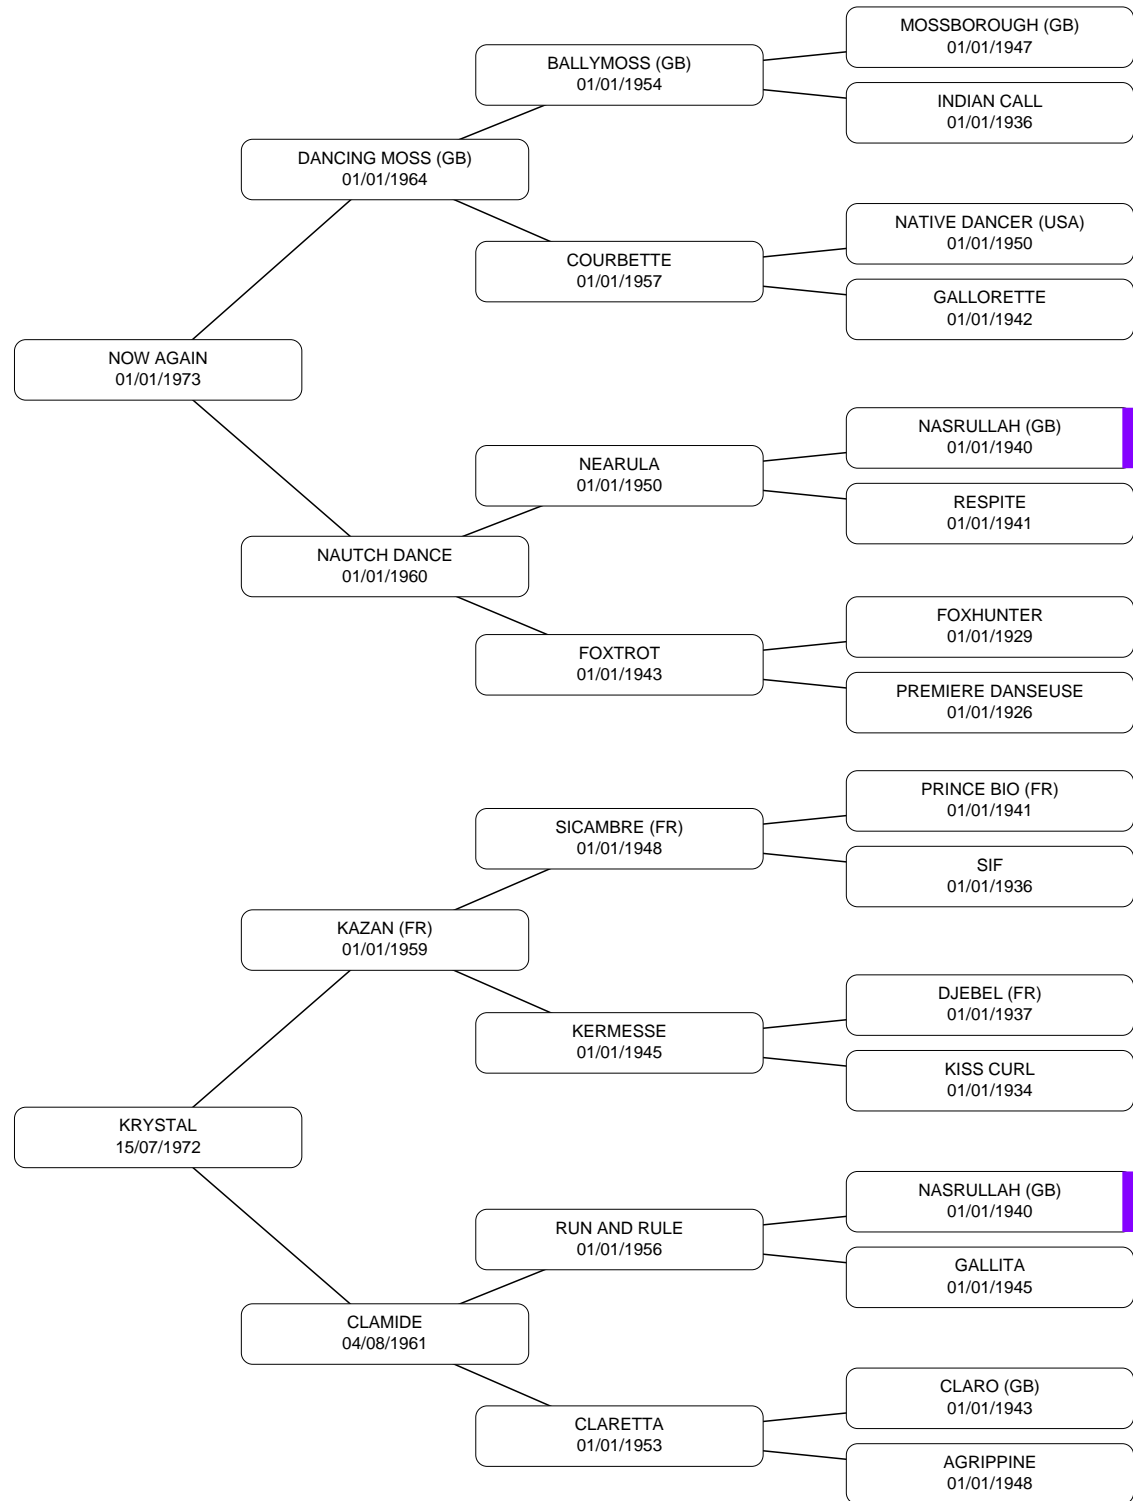 MOSSBOROUGH (GB)
01/01/1947
BALLYMOSS (GB)
01/01/1954
INDIAN CALL
01/01/1936
DANCING MOSS (GB)
01/01/1964
NATIVE DANCER (USA)
01/01/1950
COURBETTE
01/01/1957
GALLORETTE
01/01/1942
NOW AGAIN
01/01/1973
NASRULLAH (GB)
01/01/1940
NEARULA
01/01/1950
RESPITE
01/01/1941
NAUTCH DANCE
01/01/1960
FOXHUNTER
01/01/1929
FOXTROT
01/01/1943
PREMIERE DANSEUSE
01/01/1926
PRINCE BIO (FR)
01/01/1941
SICAMBRE (FR)
01/01/1948
SIF
01/01/1936
KAZAN (FR)
01/01/1959
DJEBEL (FR)
01/01/1937
KERMESSE
01/01/1945
KISS CURL
01/01/1934
KRYSTAL
15/07/1972
NASRULLAH (GB)
01/01/1940
RUN AND RULE
01/01/1956
GALLITA
01/01/1945
CLAMIDE
04/08/1961
CLARO (GB)
01/01/1943
CLARETTA
01/01/1953
AGRIPPINE
01/01/1948